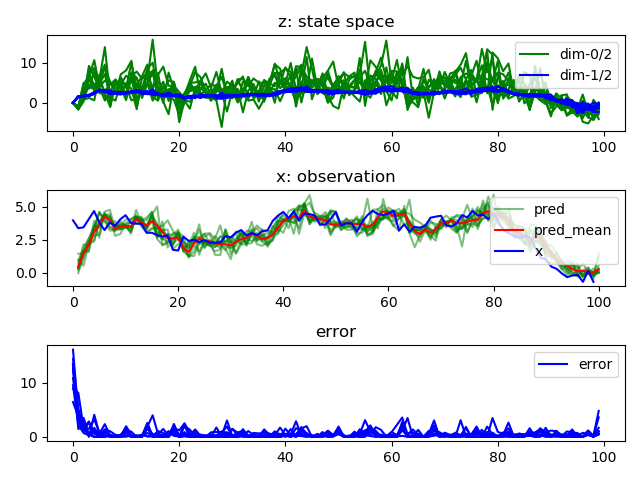 z: state space
10
0
dim-0/2
dim-1/2
0 20 40 60 80 100
x: observation
5.0
2.5
0.0
pred
pred_mean
x
0 20 40 60 80 100
error
10
0
error
0 20 40 60 80 100